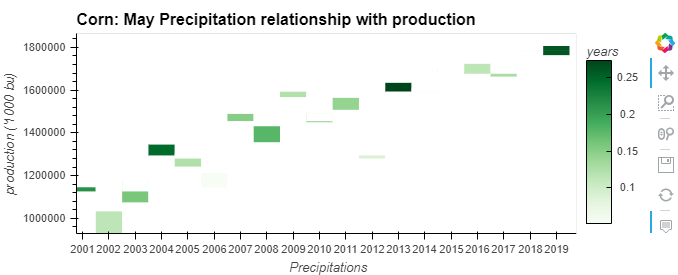 Corn: May Precipitation relationship with production
years
1800000
1600000
1400000
1200000
1000000
production ('1000 bu)
0.25
0.2
0.15
0.1
2001 2002 2003 2004 2005 2006 2007 2008 2009 2010 2011 2012 2013 2014 2015 2016 2017 2018 2019
Precipitations